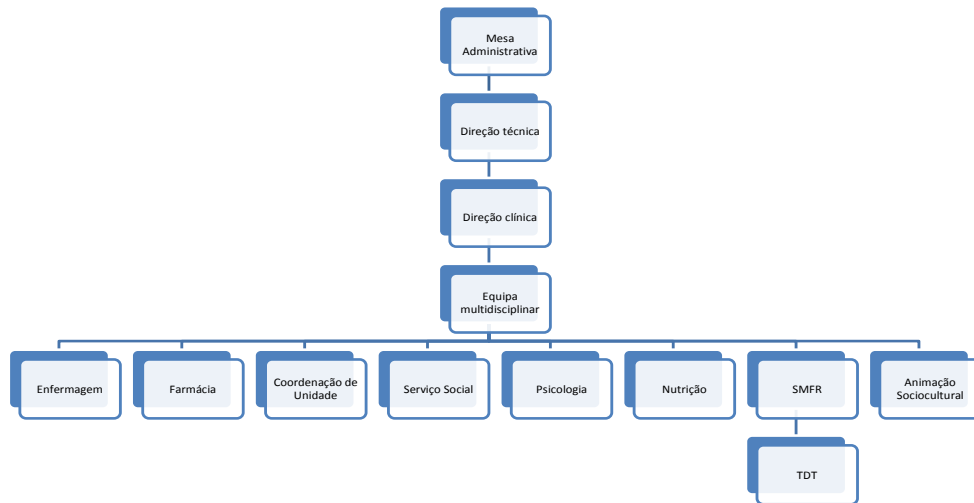 Mesa
Administrativa
Direção técnica
Direção clínica
Equipa
multidisciplinar
Enfermagem
Farmácia
Coordenação de
Unidade
Serviço Social
Psicologia
Nutrição
SMFR
Animação
Sociocultural
TDT